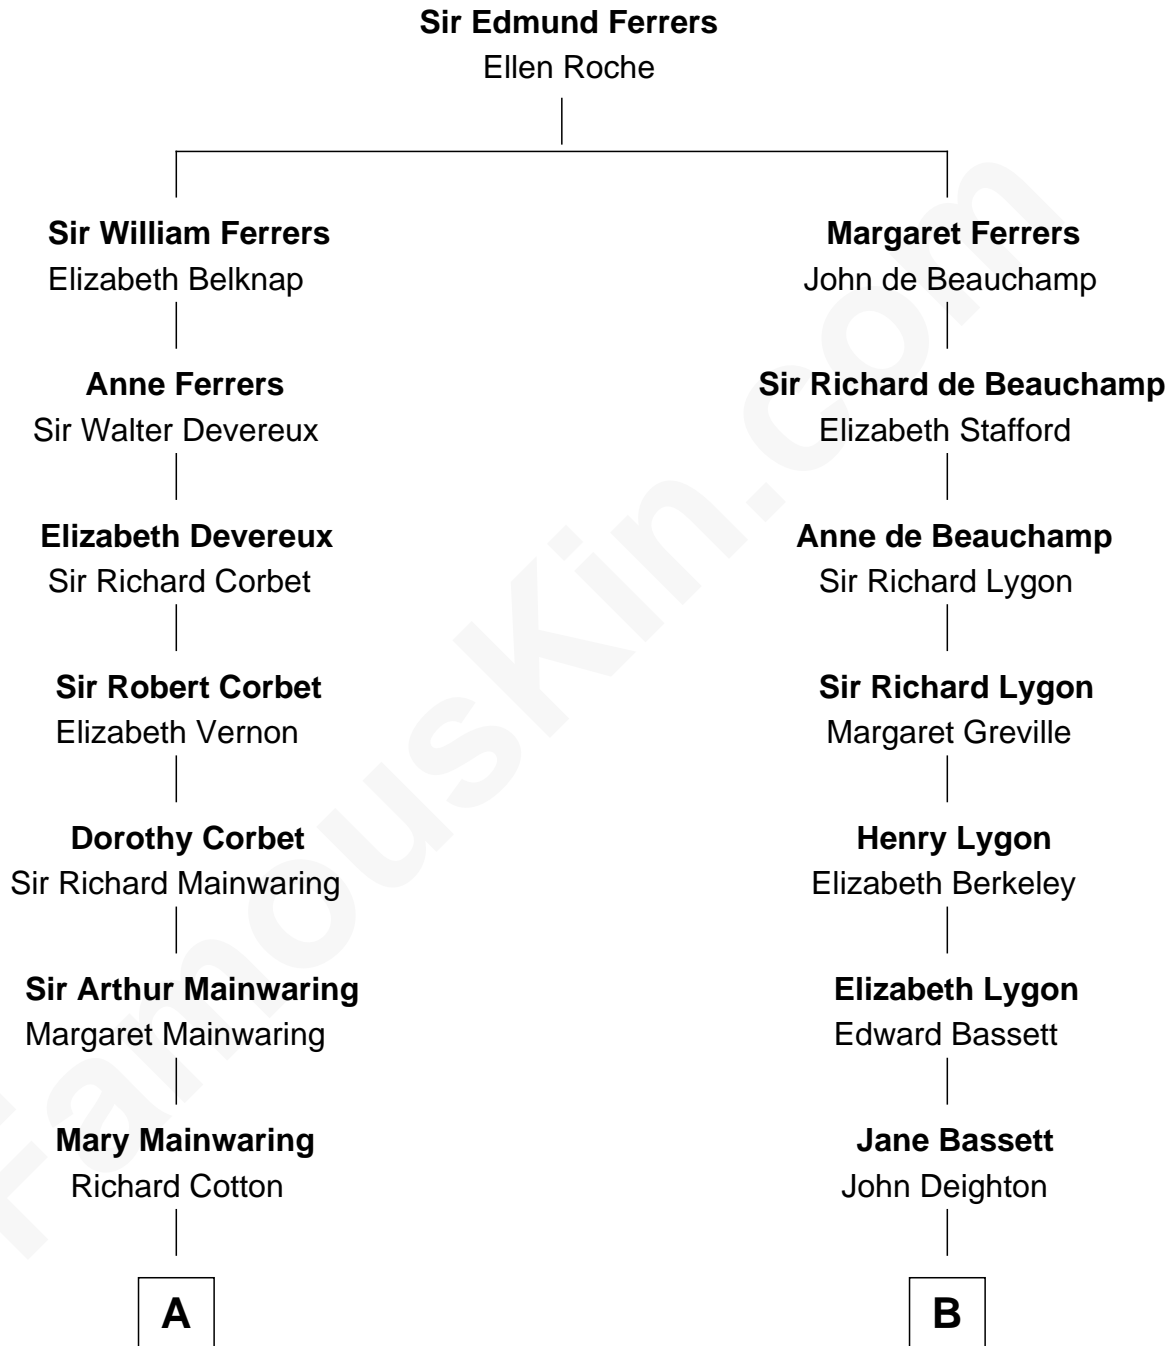 Sir Edmund Ferrers
Ellen Roche
Sir William Ferrers
Elizabeth Belknap
Margaret Ferrers
John de Beauchamp
Anne Ferrers
Sir Walter Devereux
Sir Richard de Beauchamp
Elizabeth Stafford
Elizabeth Devereux
Sir Richard Corbet
Anne de Beauchamp
Sir Richard Lygon
Sir Robert Corbet
Elizabeth Vernon
Sir Richard Lygon
Margaret Greville
Dorothy Corbet
Sir Richard Mainwaring
Henry Lygon
Elizabeth Berkeley
Sir Arthur Mainwaring
Margaret Mainwaring
Elizabeth Lygon
Edward Bassett
Mary Mainwaring
Richard Cotton
Jane Bassett
John Deighton
A
B
FamousKin.com